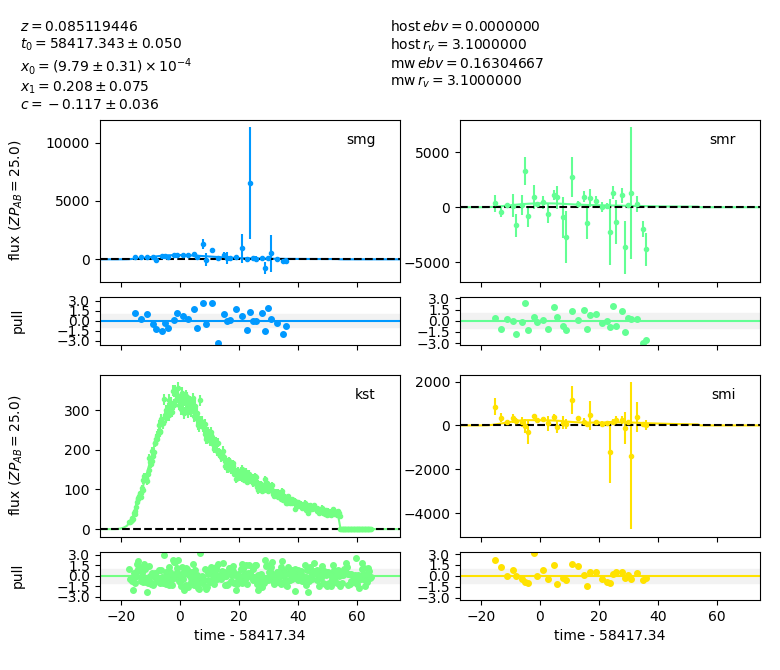 z = 0.085119446
t₀ = 58417.343 ± 0.050
x₀ = (9.79 ± 0.31) × 10⁻⁴
x₁ = 0.208 ± 0.075
c = −0.117 ± 0.036
host ebv = 0.0000000
host r_v = 3.1000000
mw ebv = 0.16304667
mw r_v = 3.1000000
smg
10000
5000
0
flux (ZP_AB = 25.0)
smr
5000
0
−5000
3.0
1.5
0.0
−1.5
−3.0
pull
3.0
1.5
0.0
−1.5
−3.0
kst
300
200
100
0
flux (ZP_AB = 25.0)
smi
2000
0
−2000
−4000
3.0
1.5
0.0
−1.5
−3.0
pull
−20 0 20 40 60
time - 58417.34
3.0
1.5
0.0
−1.5
−3.0
−20 0 20 40 60
time - 58417.34